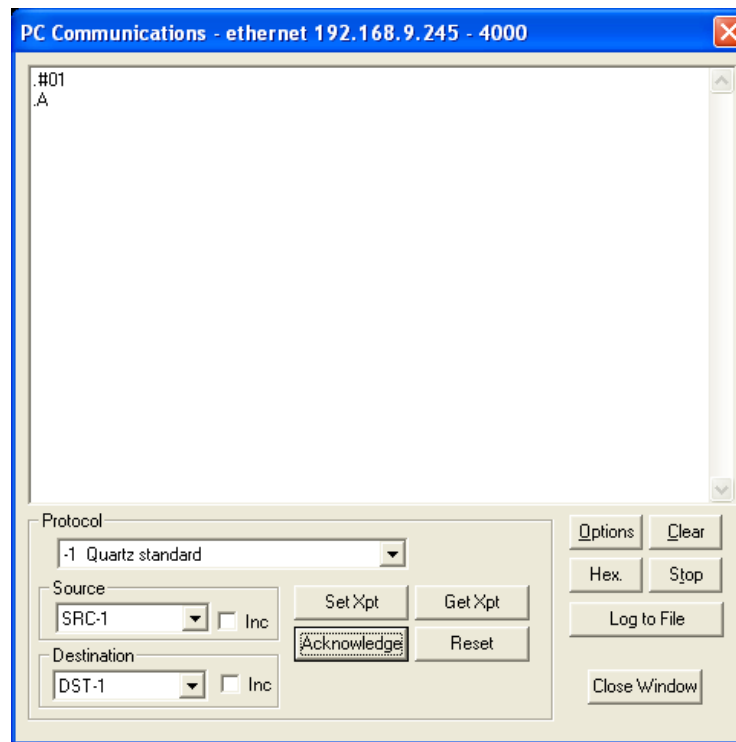 PC Communications - ethernet 192.168.9.245 - 4000
.#01
.A
Protocol
-1 Quartz standard
Source
SRC-1
Inc
Destination
DST-1
Inc
Set Xpt
Get Xpt
Acknowledge
Reset
Options
Clear
Hex.
Stop
Log to File
Close Window